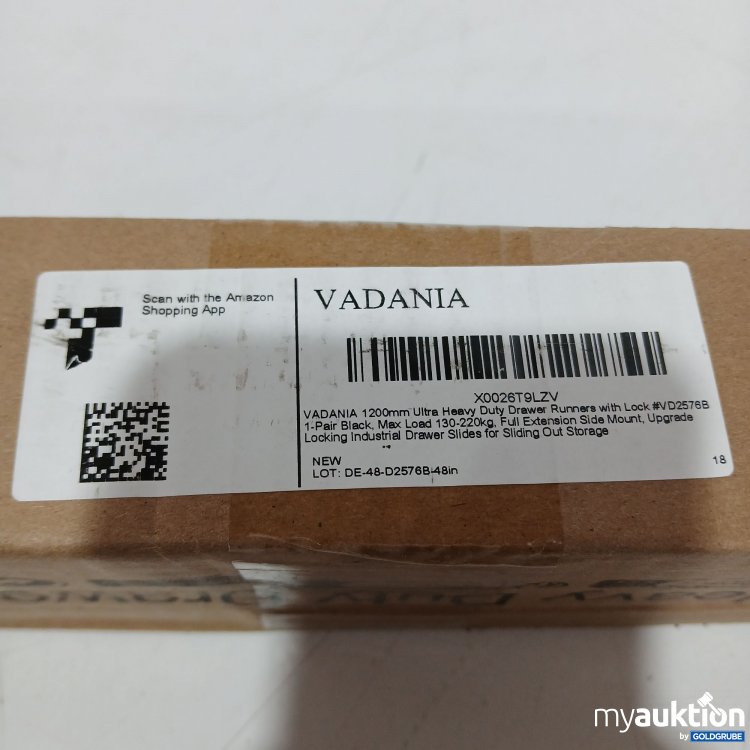 Scan with the Amazon
Shopping App
VADANIA
X0026T9LZV
VADANIA 1200mm Ultra Heavy Duty Drawer Runners with Lock #VD2576B
1-Pair Black, Max Load 130-220kg, Full Extension Side Mount, Upgrade
Locking Industrial Drawer Slides for Sliding Out Storage
NEW
LOT: DE-48-D2576B-48in
18
myauktion
by GOLDGRUBE